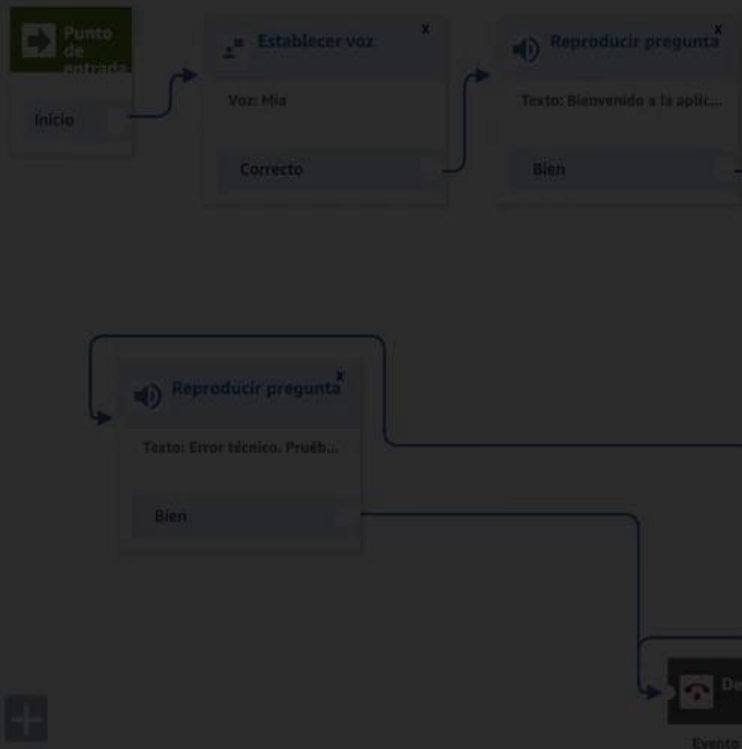 Punto
de
entrada
Inicio
Establecer voz
x
Voz: Mia
Correcto
Reproducir pregunta
x
Texto: Bienvenido a la aplic...
Bien
Reproducir pregunta
x
Texto: Error técnico. Pruéb...
Bien
De
Evento